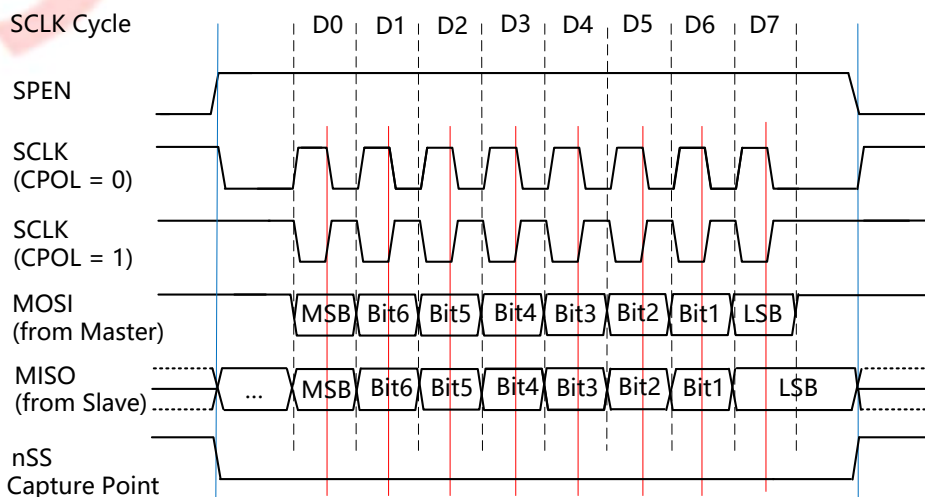 SCLK Cycle D0 D1 D2 D3 D4 D5 D6 D7
SPEN
SCLK
(CPOL = 0)
SCLK
(CPOL = 1)
MOSI
(from Master)
MSB Bit6 Bit5 Bit4 Bit3 Bit2 Bit1 LSB
MISO
(from Slave)
... MSB Bit6 Bit5 Bit4 Bit3 Bit2 Bit1 LSB
nSS
Capture Point